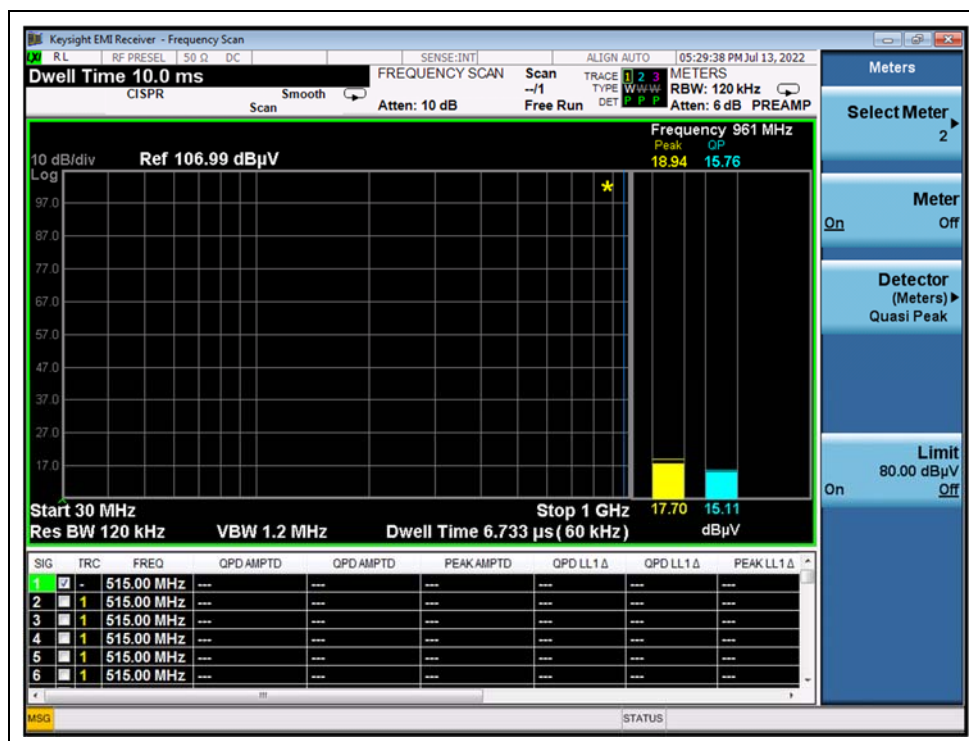 Keysight EMI Receiver - Frequency Scan
LXI RL RF PRESEL 50 Ω DC SENSE:INT ALIGN AUTO 05:29:38 PM Jul 13, 2022
Dwell Time 10.0 ms
CISPR Smooth
Scan
FREQUENCY SCAN
Atten: 10 dB
Scan
--/1
Free Run
TRACE 1 2 3
TYPE W W W
DET P P P
METERS
RBW: 120 kHz
Atten: 6 dB PREAMP
Frequency 961 MHz
Peak QP
18.94 15.76
10 dB/div Ref 106.99 dBµV
Log
97.0
87.0
77.0
67.0
57.0
47.0
37.0
27.0
17.0
*
Start 30 MHz Stop 1 GHz
Res BW 120 kHz VBW 1.2 MHz Dwell Time 6.733 µs (60 kHz)
17.70 15.11
dBµV
SIG TRC FREQ QPD AMPTD QPD AMPTD PEAK AMPTD QPD LL1 Δ QPD LL1 Δ PEAK LL1 Δ
1 - 515.00 MHz --- --- --- --- --- ---
2 1 515.00 MHz --- --- --- --- --- ---
3 1 515.00 MHz --- --- --- --- --- ---
4 1 515.00 MHz --- --- --- --- --- ---
5 1 515.00 MHz --- --- --- --- --- ---
6 1 515.00 MHz --- --- --- --- --- ---
MSG STATUS
Meters
Select Meter
2
Meter
On Off
Detector
(Meters)
Quasi Peak
Limit
80.00 dBµV
On Off